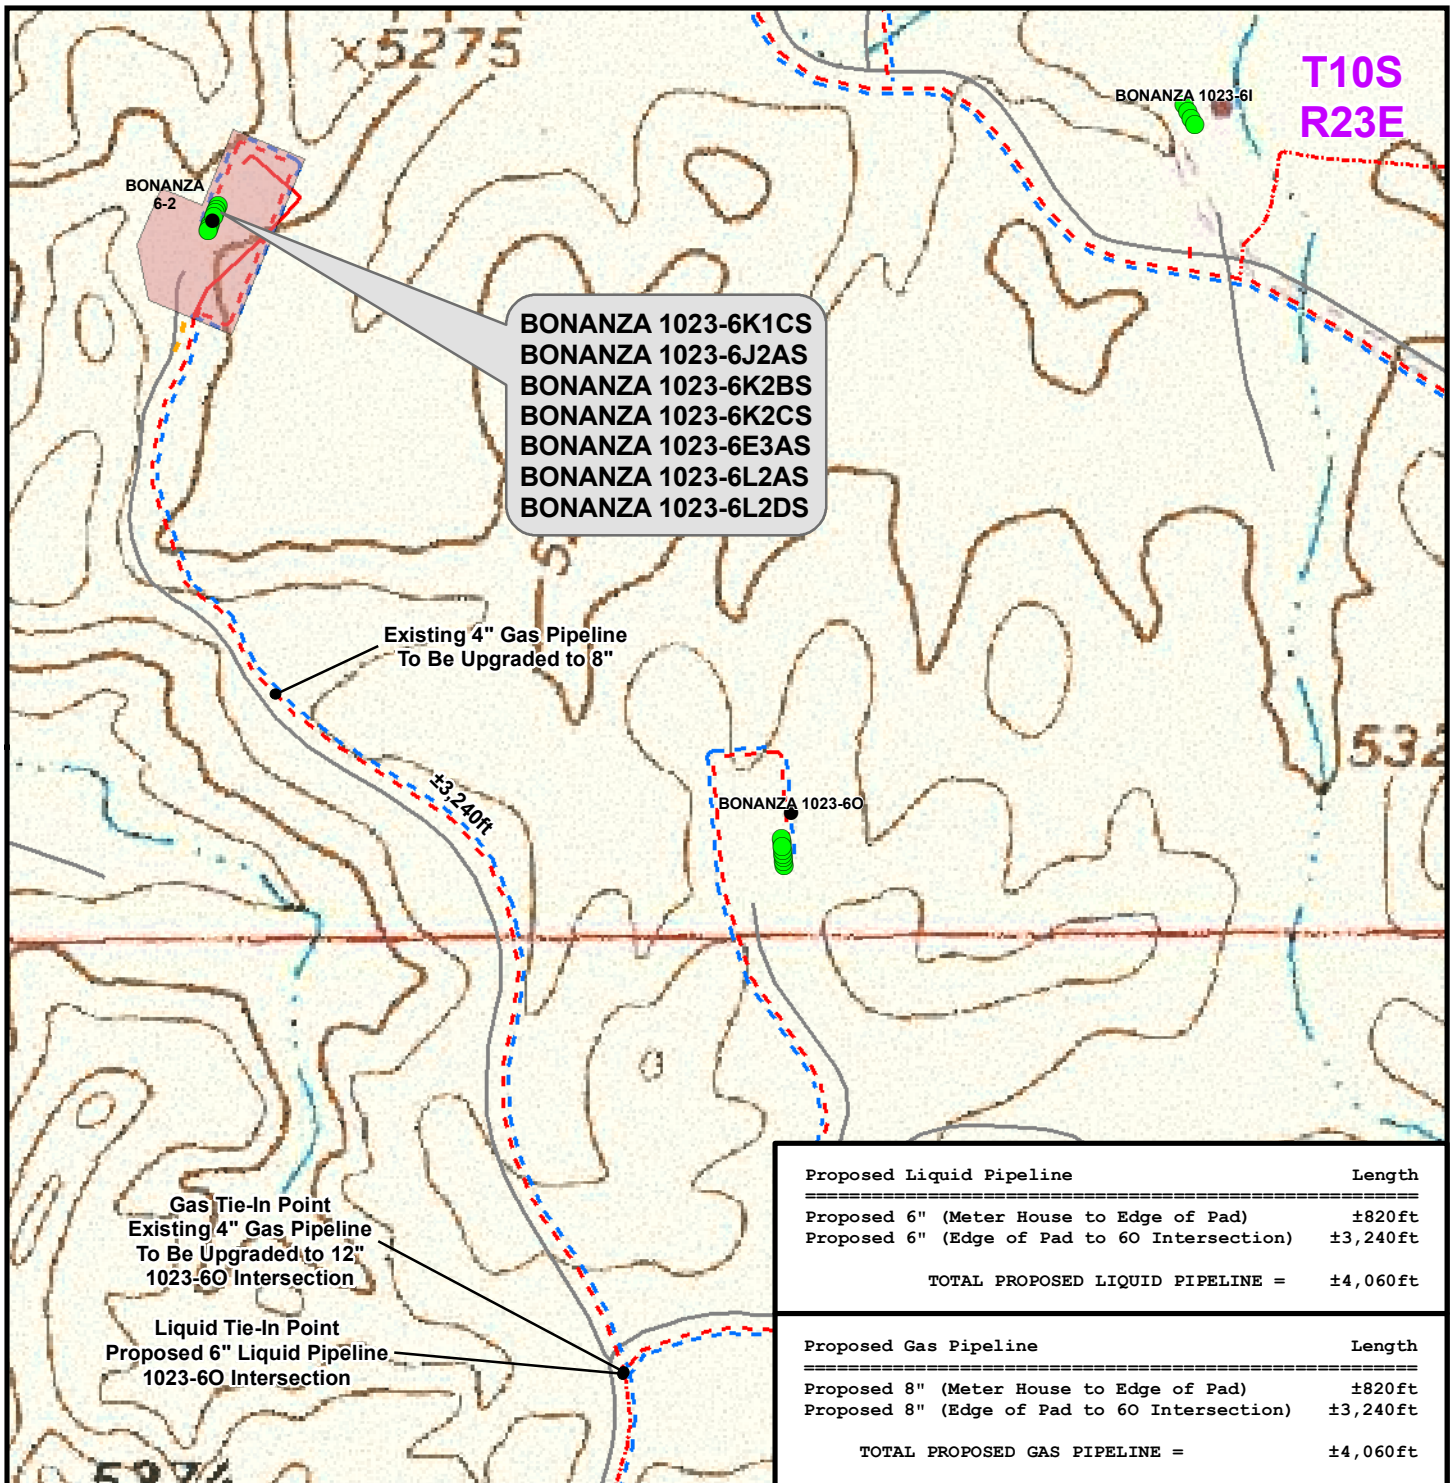 x5275
T10S
R23E
BONANZA 1023-6I
BONANZA
6-2
BONANZA 1023-6K1CS
BONANZA 1023-6J2AS
BONANZA 1023-6K2BS
BONANZA 1023-6K2CS
BONANZA 1023-6E3AS
BONANZA 1023-6L2AS
BONANZA 1023-6L2DS
5
Existing 4" Gas Pipeline
To Be Upgraded to 8"
532
±3,240ft
BONANZA 1023-6O
Gas Tie-In Point
Existing 4" Gas Pipeline
To Be Upgraded to 12"
1023-6O Intersection
Liquid Tie-In Point
Proposed 6" Liquid Pipeline
1023-6O Intersection
Proposed Liquid Pipeline Length
=======================================================
Proposed 6" (Meter House to Edge of Pad) ±820ft
Proposed 6" (Edge of Pad to 6O Intersection) ±3,240ft
TOTAL PROPOSED LIQUID PIPELINE = ±4,060ft
Proposed Gas Pipeline Length
=======================================================
Proposed 8" (Meter House to Edge of Pad) ±820ft
Proposed 8" (Edge of Pad to 6O Intersection) ±3,240ft
TOTAL PROPOSED GAS PIPELINE = ±4,060ft